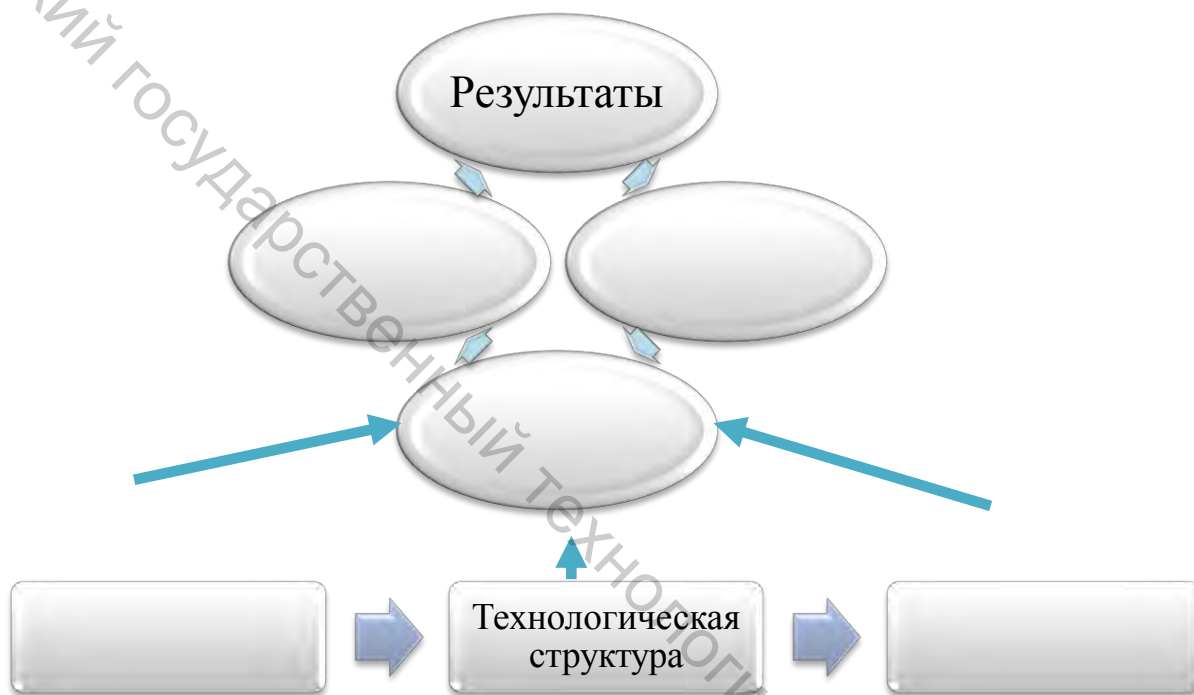 Результаты
Технологическая
структура
государственный